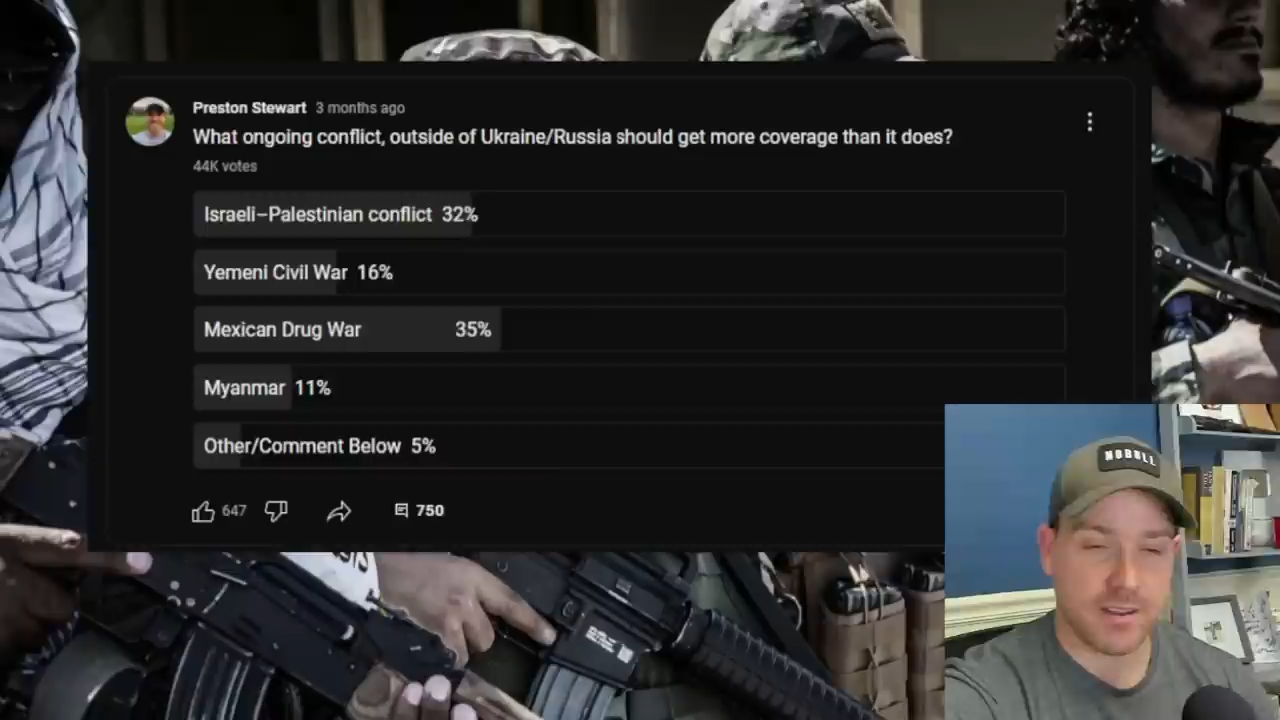 Preston Stewart 3 months ago
What ongoing conflict, outside of Ukraine/Russia should get more coverage than it does?
44K votes
Israeli–Palestinian conflict 32%
Yemeni Civil War 16%
Mexican Drug War 35%
Myanmar 11%
Other/Comment Below 5%
647 750
NOBULL